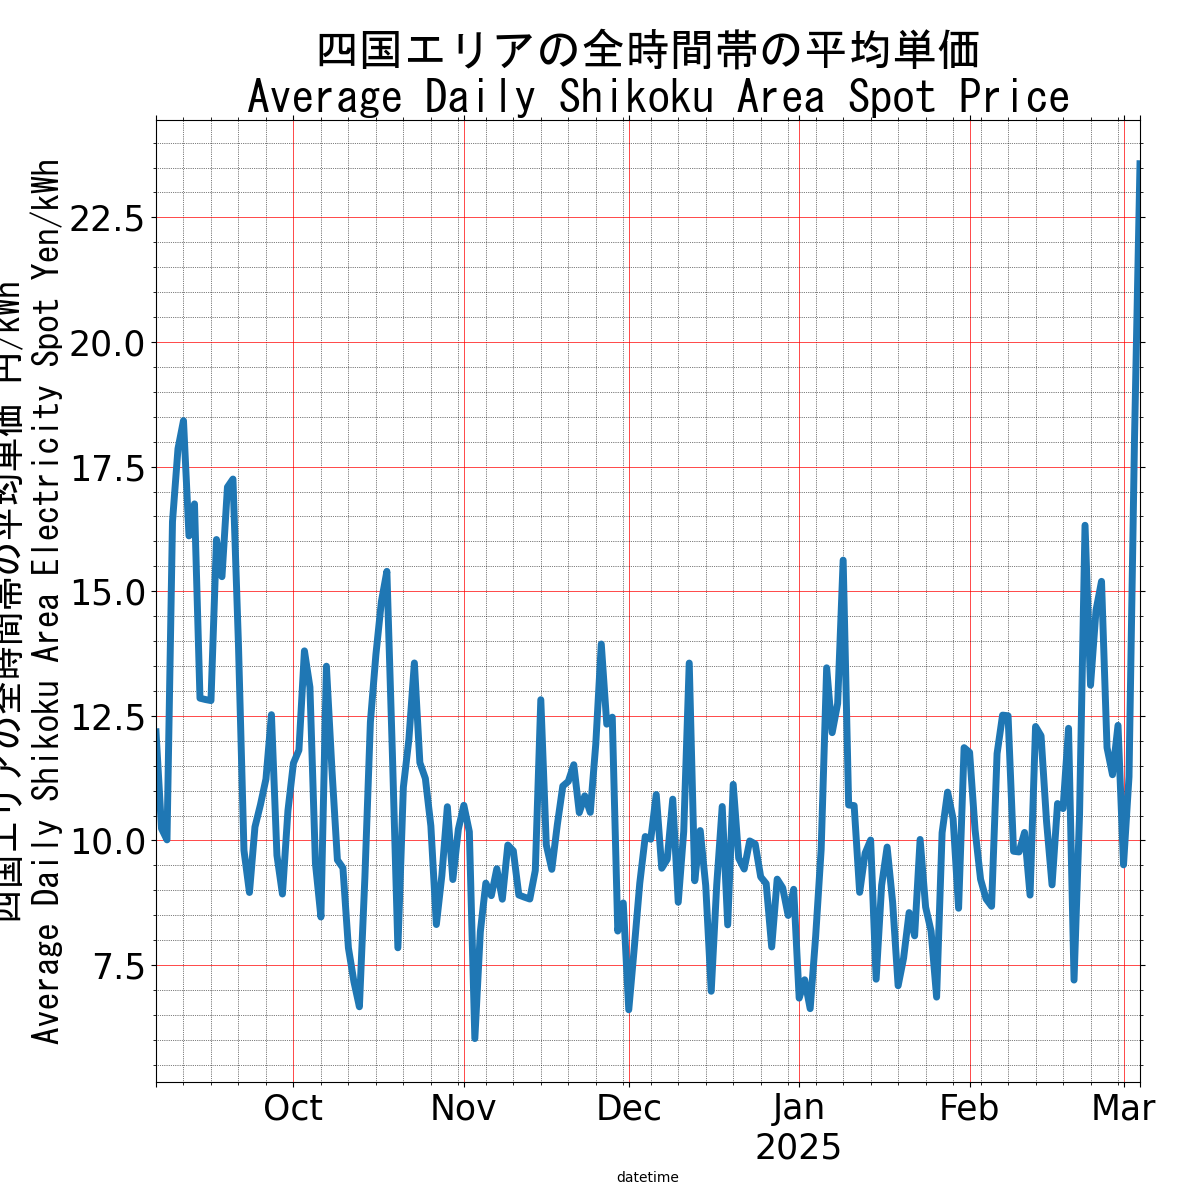 四国エリアの全時間帯の平均単価
Average Daily Shikoku Area Spot Price
四国エリアの全時間帯の平均単価 円/kWh
Average Daily Shikoku Area Electricity Spot Yen/kWh
22.5
20.0
17.5
15.0
12.5
10.0
7.5
Oct
Nov
Dec
Jan
2025
Feb
Mar
datetime